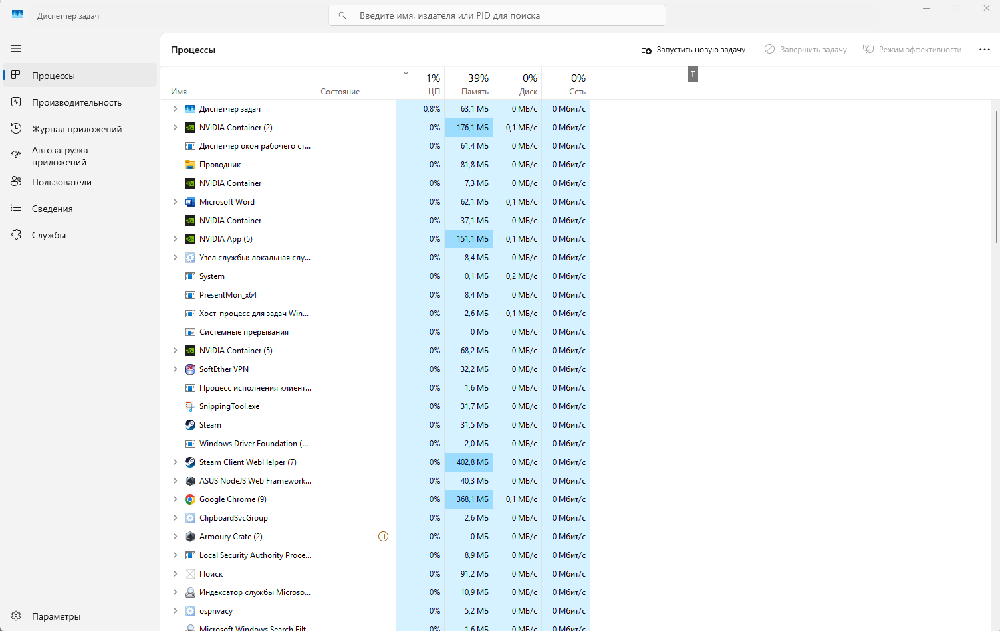 Диспетчер задач
Введите имя, издателя или PID для поиска
Процессы
Производительность
Журнал приложений
Автозагрузка
приложений
Пользователи
Сведения
Службы
Параметры
Процессы
Запустить новую задачу
Завершить задачу
Режим эффективности
T
1% 39% 0% 0%
Имя Состояние ЦП Память Диск Сеть
Диспетчер задач 0,8% 63,1 МБ 0 МБ/с 0 Мбит/с
NVIDIA Container (2) 0% 176,1 МБ 0,1 МБ/с 0 Мбит/с
Диспетчер окон рабочего ст... 0% 61,4 МБ 0 МБ/с 0 Мбит/с
Проводник 0% 81,8 МБ 0 МБ/с 0 Мбит/с
NVIDIA Container 0% 7,3 МБ 0 МБ/с 0 Мбит/с
Microsoft Word 0% 62,1 МБ 0,1 МБ/с 0 Мбит/с
NVIDIA Container 0% 37,1 МБ 0 МБ/с 0 Мбит/с
NVIDIA App (5) 0% 151,1 МБ 0,1 МБ/с 0 Мбит/с
Узел службы: локальная слу... 0% 8,4 МБ 0 МБ/с 0 Мбит/с
System 0% 0,1 МБ 0,2 МБ/с 0 Мбит/с
PresentMon_x64 0% 8,4 МБ 0 МБ/с 0 Мбит/с
Хост-процесс для задач Win... 0% 2,6 МБ 0,1 МБ/с 0 Мбит/с
Системные прерывания 0% 0 МБ 0 МБ/с 0 Мбит/с
NVIDIA Container (5) 0% 68,2 МБ 0 МБ/с 0 Мбит/с
SoftEther VPN 0% 32,2 МБ 0 МБ/с 0 Мбит/с
Процесс исполнения клиент... 0% 1,6 МБ 0 МБ/с 0 Мбит/с
SnippingTool.exe 0% 31,7 МБ 0 МБ/с 0 Мбит/с
Steam 0% 31,5 МБ 0 МБ/с 0 Мбит/с
Windows Driver Foundation (... 0% 2,0 МБ 0 МБ/с 0 Мбит/с
Steam Client WebHelper (7) 0% 402,8 МБ 0 МБ/с 0 Мбит/с
ASUS NodeJS Web Framework... 0% 40,3 МБ 0 МБ/с 0 Мбит/с
Google Chrome (9) 0% 368,1 МБ 0,1 МБ/с 0 Мбит/с
ClipboardSvcGroup 0% 2,6 МБ 0 МБ/с 0 Мбит/с
Armoury Crate (2) 0% 0 МБ 0 МБ/с 0 Мбит/с
Local Security Authority Proce... 0% 8,9 МБ 0 МБ/с 0 Мбит/с
Поиск 0% 91,2 МБ 0 МБ/с 0 Мбит/с
Индексатор службы Microso... 0% 10,9 МБ 0 МБ/с 0 Мбит/с
osprivacy 0% 5,2 МБ 0 МБ/с 0 Мбит/с
Microsoft Windows Search Filt... 0% 1,6 МБ 0 МБ/с 0 Мбит/с